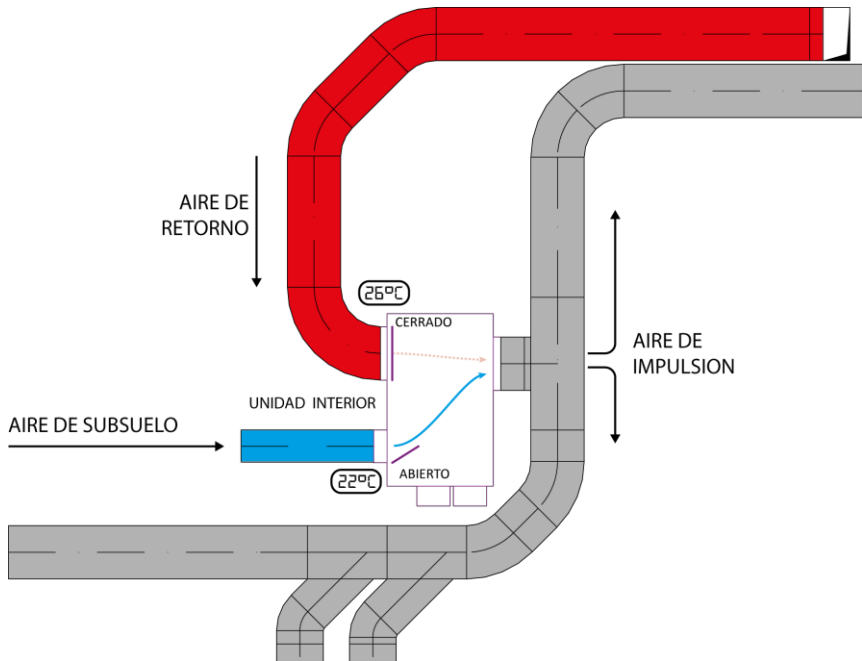 AIRE DE
RETORNO
26ºC
CERRADO
AIRE DE
IMPULSION
UNIDAD INTERIOR
AIRE DE SUBSUELO
ABIERTO
22ºC